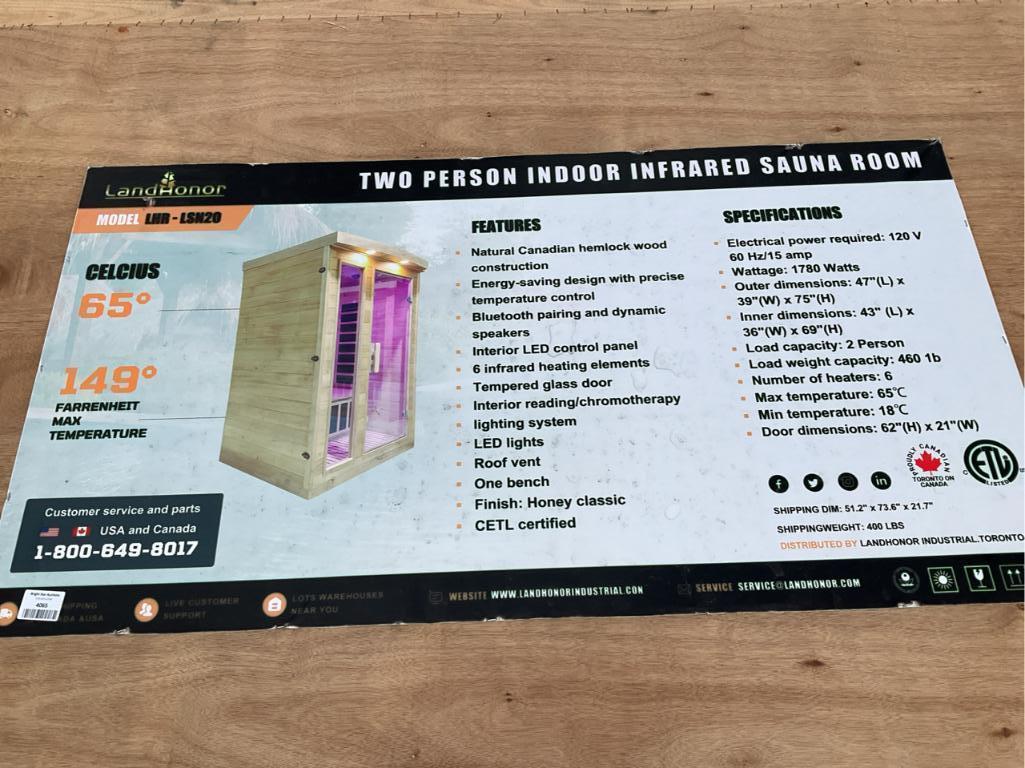 LandHonor
TWO PERSON INDOOR INFRARED SAUNA ROOM
MODEL LHR - LSN20
CELCIUS
65°
149°
FARRENHEIT
MAX
TEMPERATURE
Customer service and parts
USA and Canada
1-800-649-8017
FEATURES
Natural Canadian hemlock wood
construction
Energy-saving design with precise
temperature control
Bluetooth pairing and dynamic
speakers
Interior LED control panel
6 infrared heating elements
Tempered glass door
Interior reading/chromotherapy
lighting system
LED lights
Roof vent
One bench
Finish: Honey classic
CETL certified
SPECIFICATIONS
Electrical power required: 120 V
60 Hz/15 amp
Wattage: 1780 Watts
Outer dimensions: 47"(L) x
39"(W) x 75"(H)
Inner dimensions: 43" (L) x
36"(W) x 69"(H)
Load capacity: 2 Person
Load weight capacity: 460 1b
Number of heaters: 6
Max temperature: 65℃
Min temperature: 18℃
Door dimensions: 62"(H) x 21"(W)
PROUDLY CANADIAN
TORONTO ON
CANADA
ETL
LISTED
SHIPPING DIM: 51.2" x 73.6" x 21.7"
SHIPPINGWEIGHT: 400 LBS
DISTRIBUTED BY LANDHONOR INDUSTRIAL.TORONTO
4065
LIVE CUSTOMER
SUPPORT
LOTS WAREHOUSES
NEAR YOU
WEBSITE WWW.LANDHONORINDUSTRIAL.CON
SERVICE SERVICE@LANDHONOR.COM